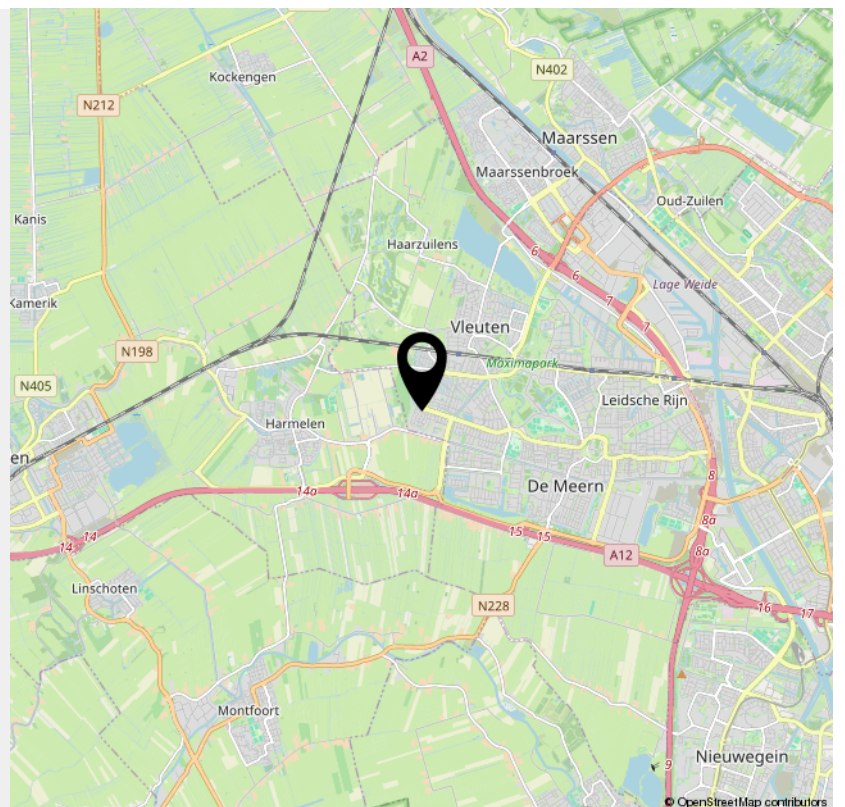 A2
N402
Kockengen
N212
Maarssen
Maarssenbroek
Oud-Zuilen
Kanis
Haarzuilens
6
6
Lage Weide
Kamerik
7
7
Vleuten
N198
Máximapark
N405
Leidsche Rijn
Harmelen
en
8
De Meern
14a
14a
8a
15
15
14
14
A12
8a
Linschoten
N228
16
17
Montfoort
Nieuwegein
9
© OpenStreetMap contributors